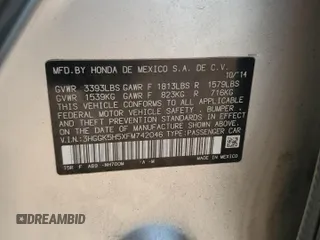 MFD.BY HONDA DE MEXICO S.A. DE C.V.
10/14
GVWR 3393LBS GAWR F 1813LBS R 1579LBS
GVWR 1539KG GAWR F 823KG R 716KG
THIS VEHICLE CONFORMS TO ALL APPLICABLE
FEDERAL MOTOR VEHICLE SAFETY, BUMPER,
AND THEFT PREVENTION STANDARDS IN EFFECT ON
THE DATE OF MANUFACTURE SHOWN ABOVE.
V.I.N.:3HGGK5H5XFM742046 TYPE:PASSENGER CAR
MADE IN MEXICO
DREAMBID